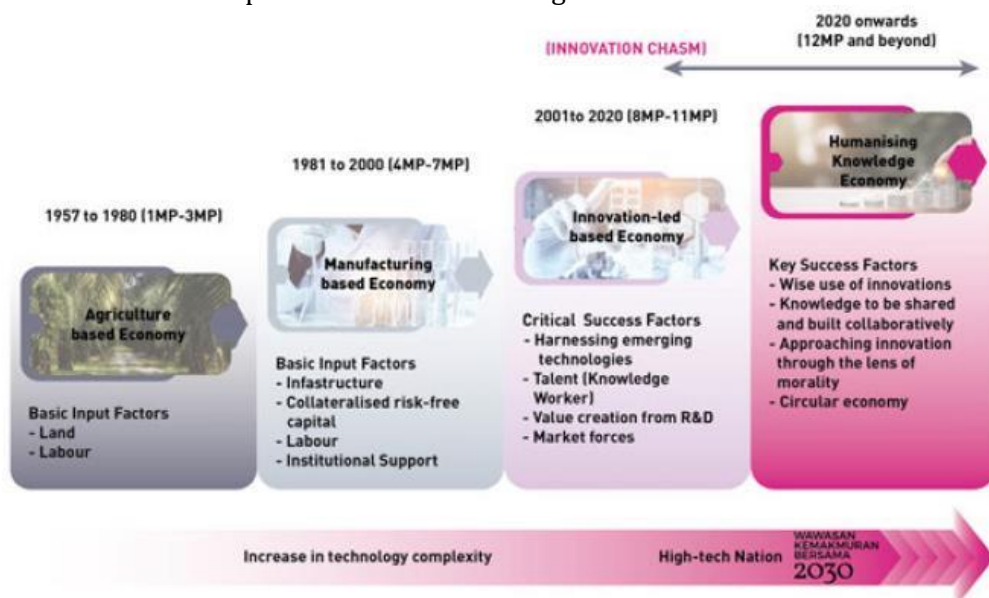 2020 onwards
(12MP and beyond)
(INNOVATION CHASM)
2001to 2020 (8MP-11MP)
1981 to 2000 (4MP-7MP)
1957 to 1980 (1MP-3MP)
Agriculture
based Economy
Basic Input Factors
- Land
- Labour
Manufacturing
based Economy
Basic Input Factors
- Infastructure
- Collateralised risk-free
capital
- Labour
- Institutional Support
Innovation-led
based Economy
Critical Success Factors
- Harnessing emerging
technologies
- Talent (Knowledge
Worker)
- Value creation from R&D
- Market forces
Humanising
Knowledge
Economy
Key Success Factors
- Wise use of innovations
- Knowledge to be shared
and built collaboratively
- Approaching innovation
through the lens of
morality
- Circular economy
Increase in technology complexity
High-tech Nation
WAWASAN
KEMAKMURAN
BERSAMA
2030